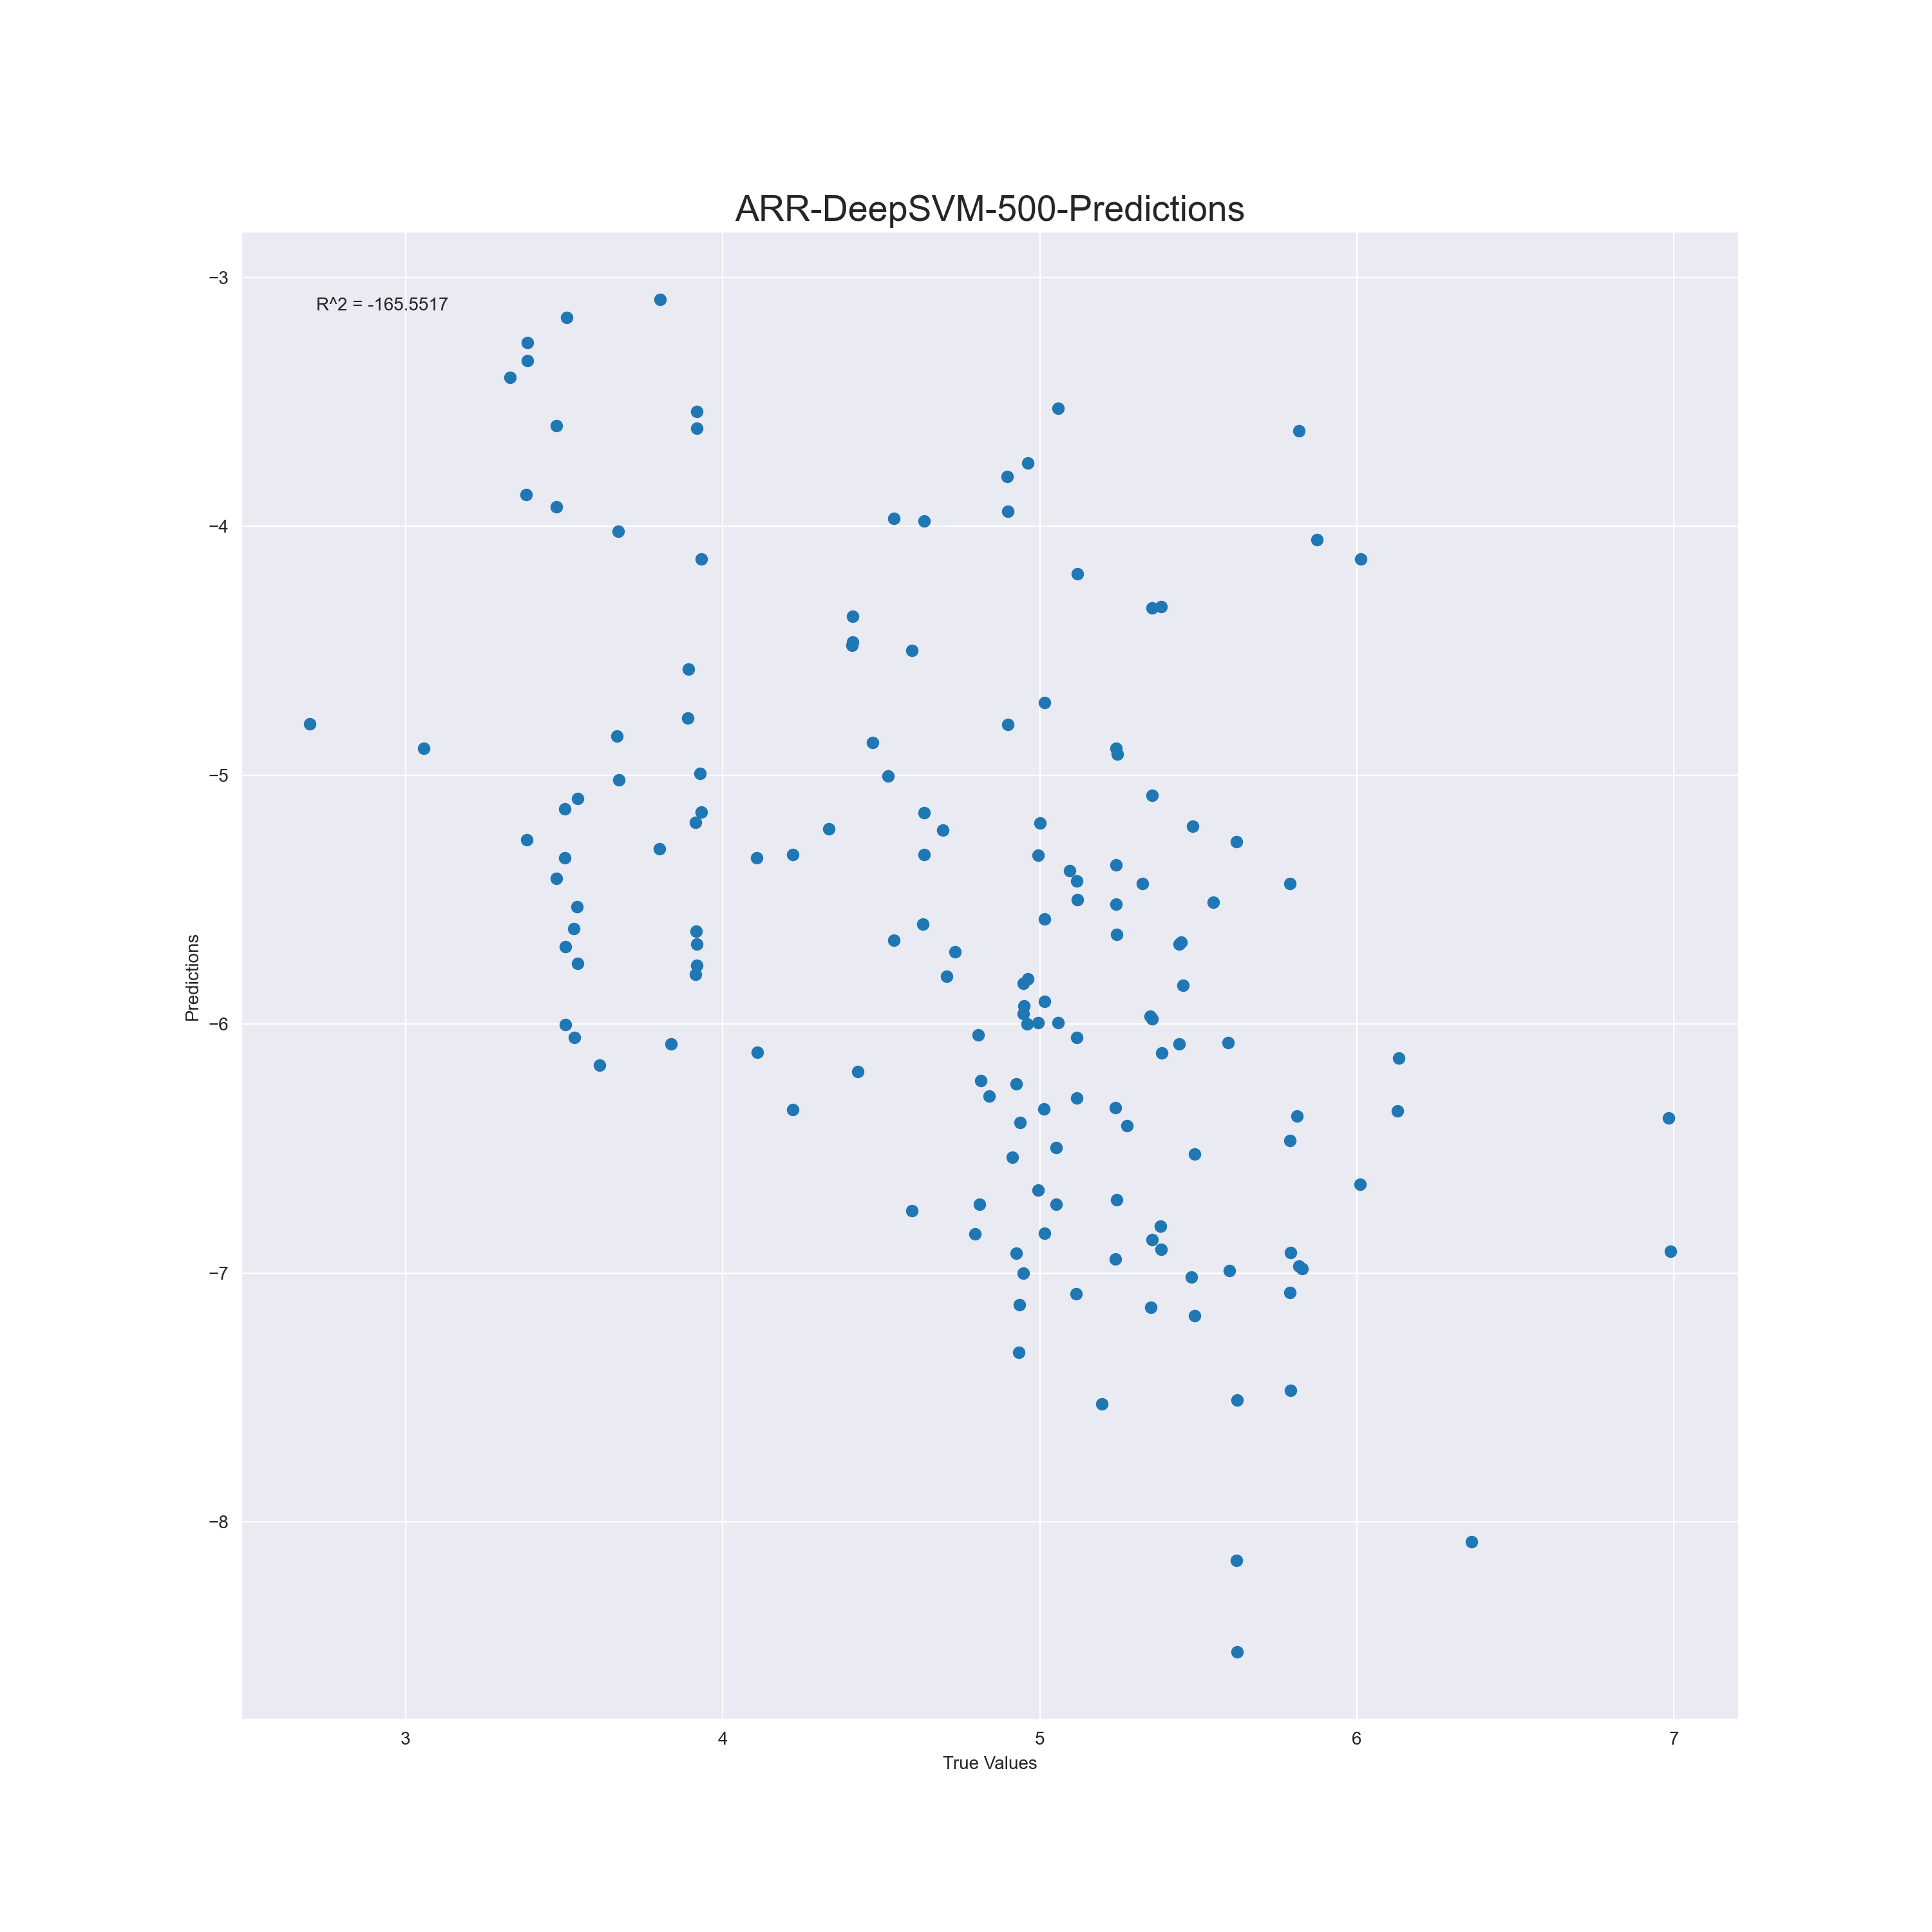 ARR-DeepSVM-500-Predictions
R^2 = -165.5517
−3
−4
−5
−6
−7
−8
Predictions
3 4 5 6 7
True Values